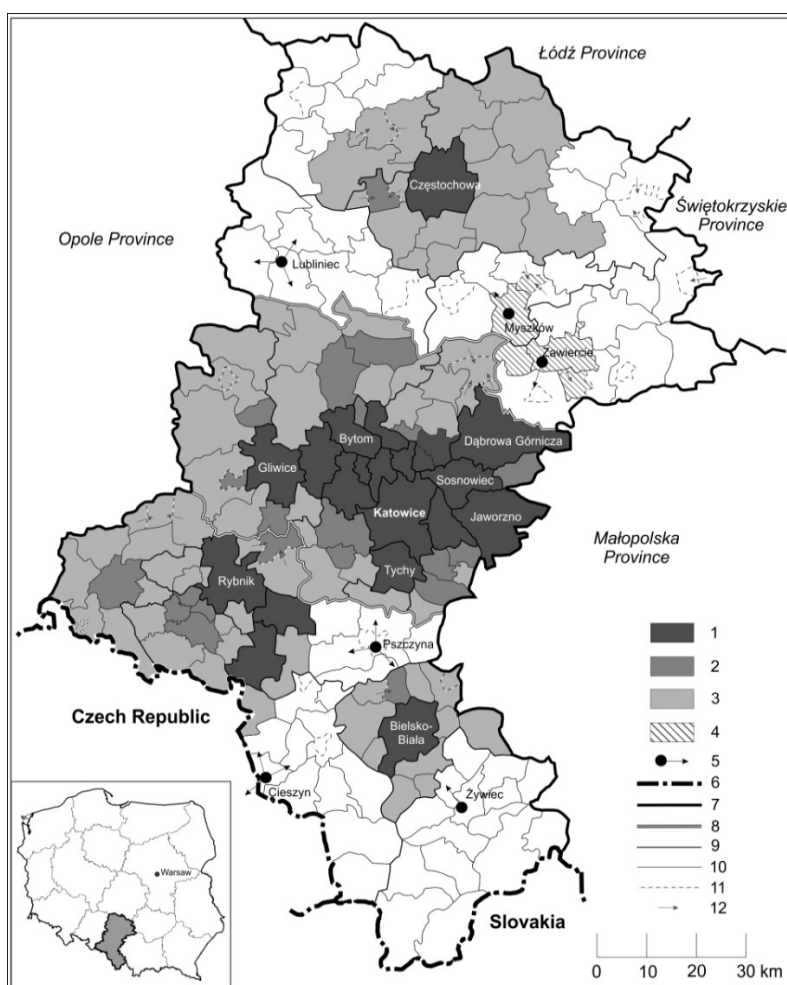 Łódź Province
Częstochowa
Świętokrzyskie
Province
Opole Province
Lubliniec
Myszków
Zawiercie
Bytom
Dąbrowa Górnicza
Gliwice
Sosnowiec
Katowice
Jaworzno
Małopolska
Province
Tychy
Rybnik
1
2
Pszczyna
3
Czech Republic
4
Bielsko-
Biała
5
Cieszyn
Żywiec
6
7
8
Warsaw
9
10
11
12
Slovakia
0 10 20 30 km